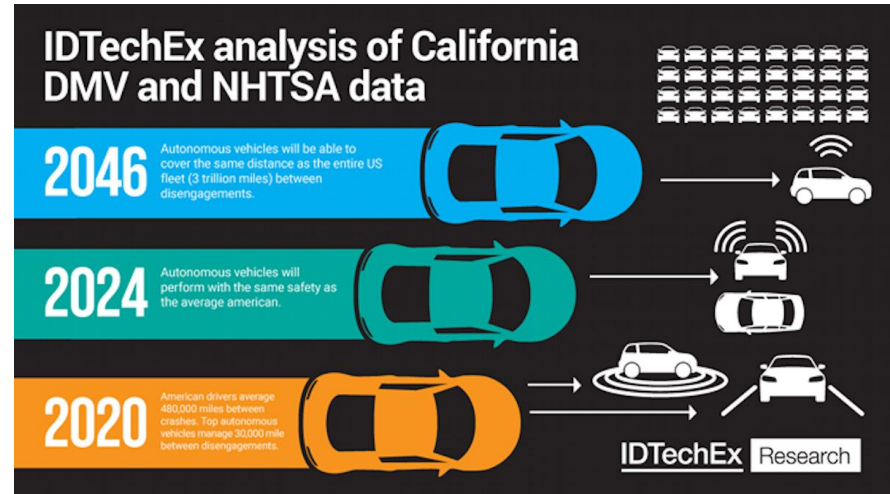 IDTechEx analysis of California
DMV and NHTSA data
2046
Autonomous vehicles will be able to
cover the same distance as the entire US
fleet (3 trillion miles) between
disengagements.
2024
Autonomous vehicles will
perform with the same safety as
the average american.
2020
American drivers average
480,000 miles between
crashes. Top autonomous
vehicles manage 30,000 mile
between disengagements.
IDTechEx Research